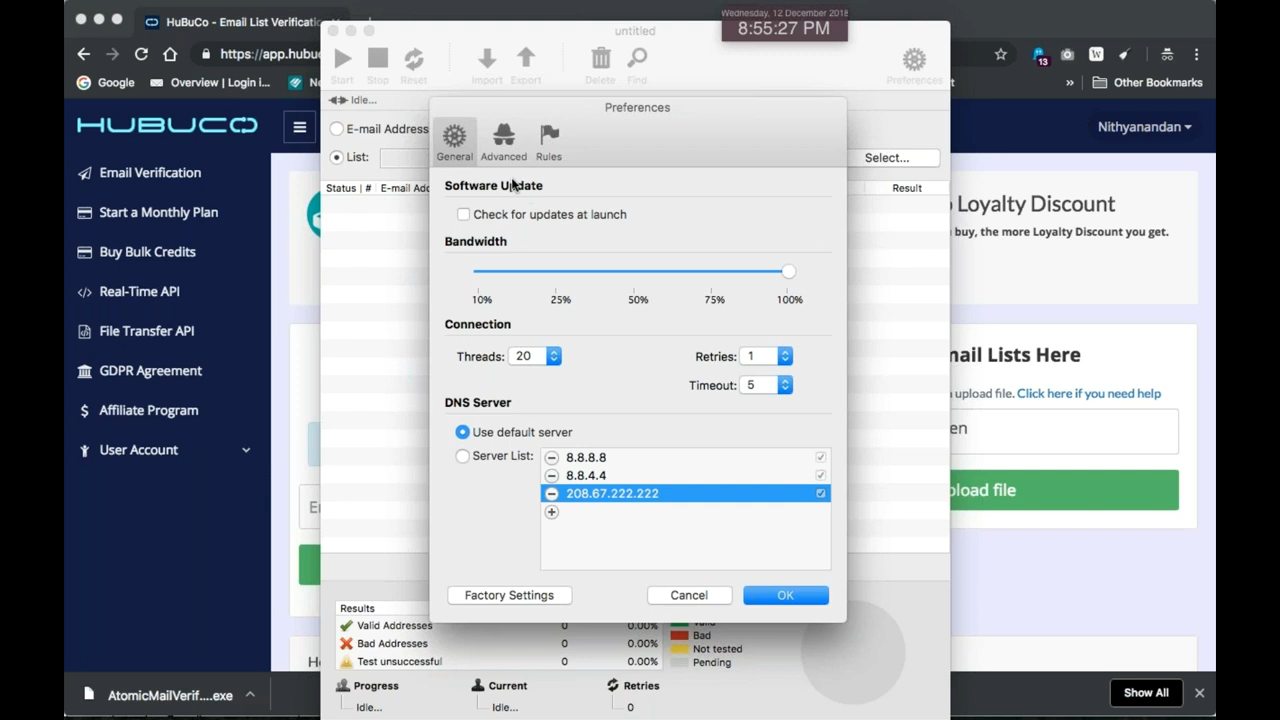 Wednesday, 12 December 2018
8:55:27 PM
HuBuCo - Email List Verificati
https://app.hubu
13
Google
Overview | Login i...
Ne
Other Bookmarks
untitled
Start
Stop
Reset
Import
Export
Delete
Find
Preferences
Idle...
E-mail Address
List:
Select...
Status
#
E-mail Add
Result
Preferences
General
Advanced
Rules
Software Update
Check for updates at launch
Bandwidth
10%
25%
50%
75%
100%
Connection
Threads:
20
Retries:
1
Timeout:
5
DNS Server
Use default server
Server List:
8.8.8.8
8.8.4.4
208.67.222.222
Factory Settings
Cancel
OK
HUBUCO
Email Verification
Start a Monthly Plan
Buy Bulk Credits
Real-Time API
File Transfer API
GDPR Agreement
Affiliate Program
User Account
Nithyanandan
Loyalty Discount
buy, the more Loyalty Discount you get.
ail Lists Here
upload file. Click here if you need help
en
load file
Results
Valid Addresses
0
0.00%
Bad Addresses
0
0.00%
Test unsuccessful
0
0.00%
Valid
Bad
Not tested
Pending
Progress
Idle...
Current
Idle...
Retries
0
AtomicMailVerif....exe
Show All